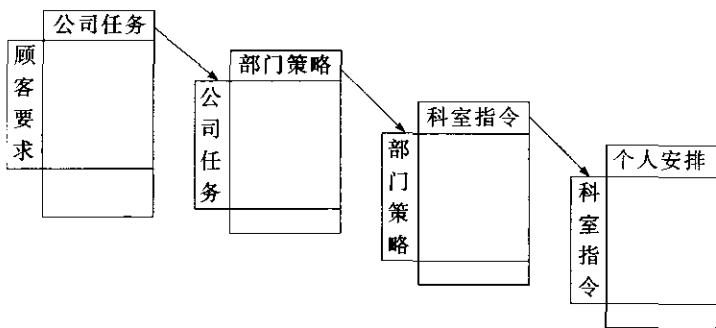 公司任务
顾客要求
部门策略
公司任务
科室指令
部门策略
个人安排
科室指令